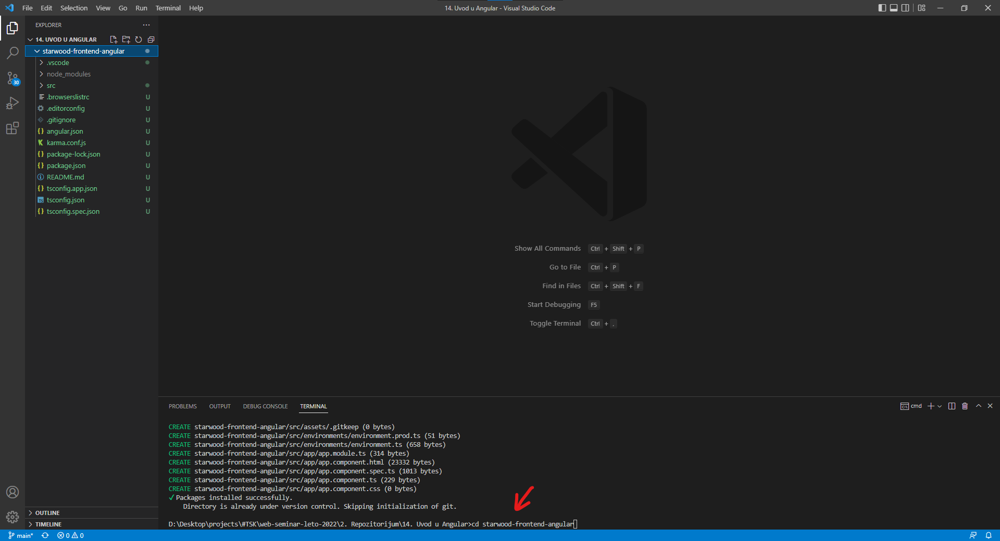 File Edit Selection View Go Run Terminal Help
14. Uvod u Angular - Visual Studio Code
EXPLORER
14. UVOD U ANGULAR
starwood-frontend-angular
.vscode
node_modules
src
.browserslistrc U
.editorconfig U
.gitignore U
angular.json U
karma.conf.js U
package-lock.json U
package.json U
README.md U
tsconfig.app.json U
tsconfig.json U
tsconfig.spec.json U
30
OUTLINE
TIMELINE
Show All Commands Ctrl + Shift + P
Go to File Ctrl + P
Find in Files Ctrl + Shift + F
Start Debugging F5
Toggle Terminal Ctrl + .
PROBLEMS OUTPUT DEBUG CONSOLE TERMINAL
cmd
CREATE starwood-frontend-angular/src/assets/.gitkeep (0 bytes)
CREATE starwood-frontend-angular/src/environments/environment.prod.ts (51 bytes)
CREATE starwood-frontend-angular/src/environments/environment.ts (658 bytes)
CREATE starwood-frontend-angular/src/app/app.module.ts (314 bytes)
CREATE starwood-frontend-angular/src/app/app.component.html (23332 bytes)
CREATE starwood-frontend-angular/src/app/app.component.spec.ts (1013 bytes)
CREATE starwood-frontend-angular/src/app/app.component.ts (229 bytes)
CREATE starwood-frontend-angular/src/app/app.component.css (0 bytes)
✓ Packages installed successfully.
Directory is already under version control. Skipping initialization of git.
D:\Desktop\projects\#TSK\web-seminar-leto-2022\2. Repozitorijum\14. Uvod u Angular>cd starwood-frontend-angular
main* 0 0